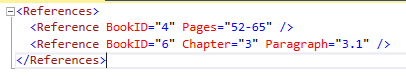 <References>
<Reference BookID="4" Pages="52-65" />
<Reference BookID="6" Chapter="3" Paragraph="3.1" />
</References>